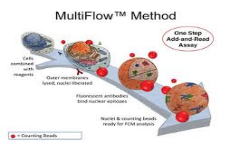 MultiFlow™ Method
One Step
Add-and-Read
Assay
Cells
combined
with
reagents
Outer membranes
lysed, nuclei liberated
Fluorescent antibodies
bind nuclear epitopes
Nuclei & counting beads
ready for FCM analysis
= Counting Beads